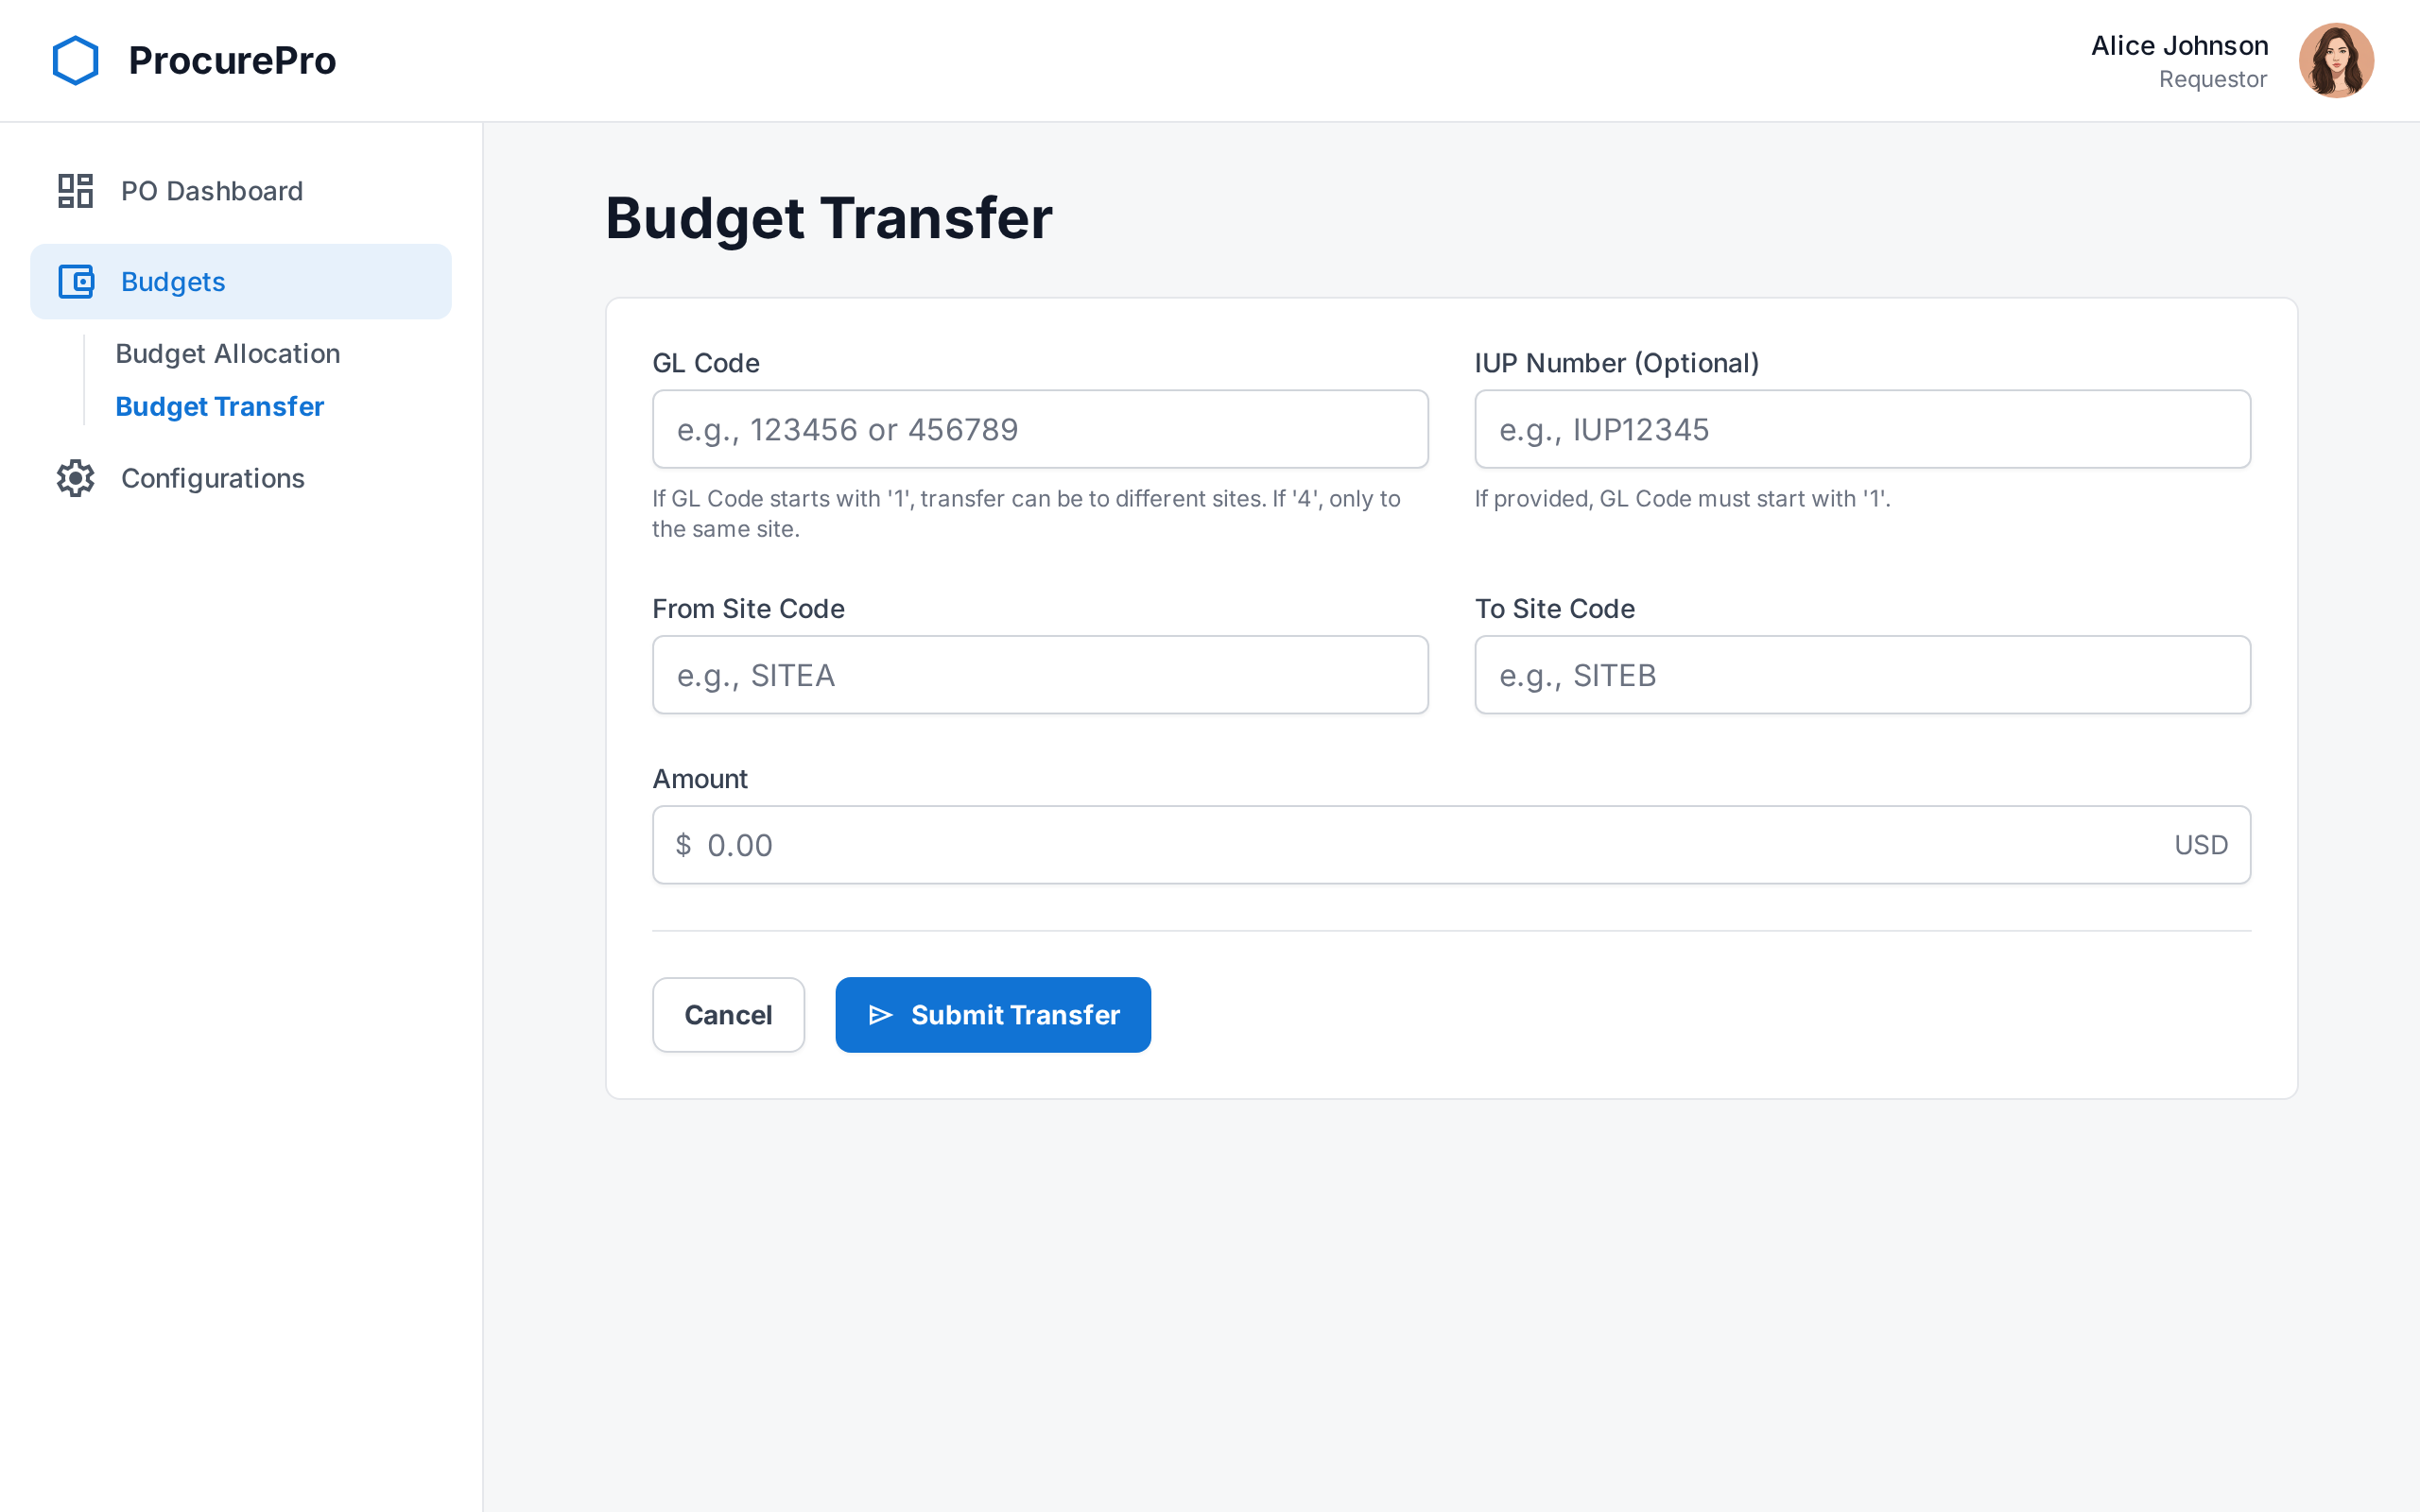 ProcurePro
Alice Johnson
Requestor
PO Dashboard
Budgets
Budget Allocation
Budget Transfer
Configurations
Budget Transfer
GL Code
e.g., 123456 or 456789
If GL Code starts with '1', transfer can be to different sites. If '4', only to
the same site.
IUP Number (Optional)
e.g., IUP12345
If provided, GL Code must start with '1'.
From Site Code
e.g., SITEA
To Site Code
e.g., SITEB
Amount
$ 0.00 USD
Cancel
Submit Transfer